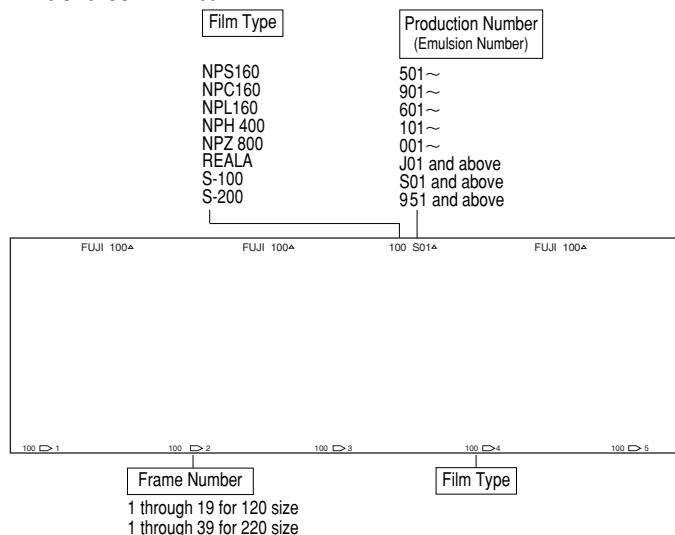 Film Type
Production Number
(Emulsion Number)
NPS160 501~
NPC160 901~
NPL160 601~
NPH 400 101~
NPZ 800 001~
REALA J01 and above
S-100 S01 and above
S-200 951 and above
FUJI 100▵ FUJI 100▵ 100 S01▵ FUJI 100▵
100 1 100 2 100 3 100 4 100 5
Frame Number
Film Type
1 through 19 for 120 size
1 through 39 for 220 size